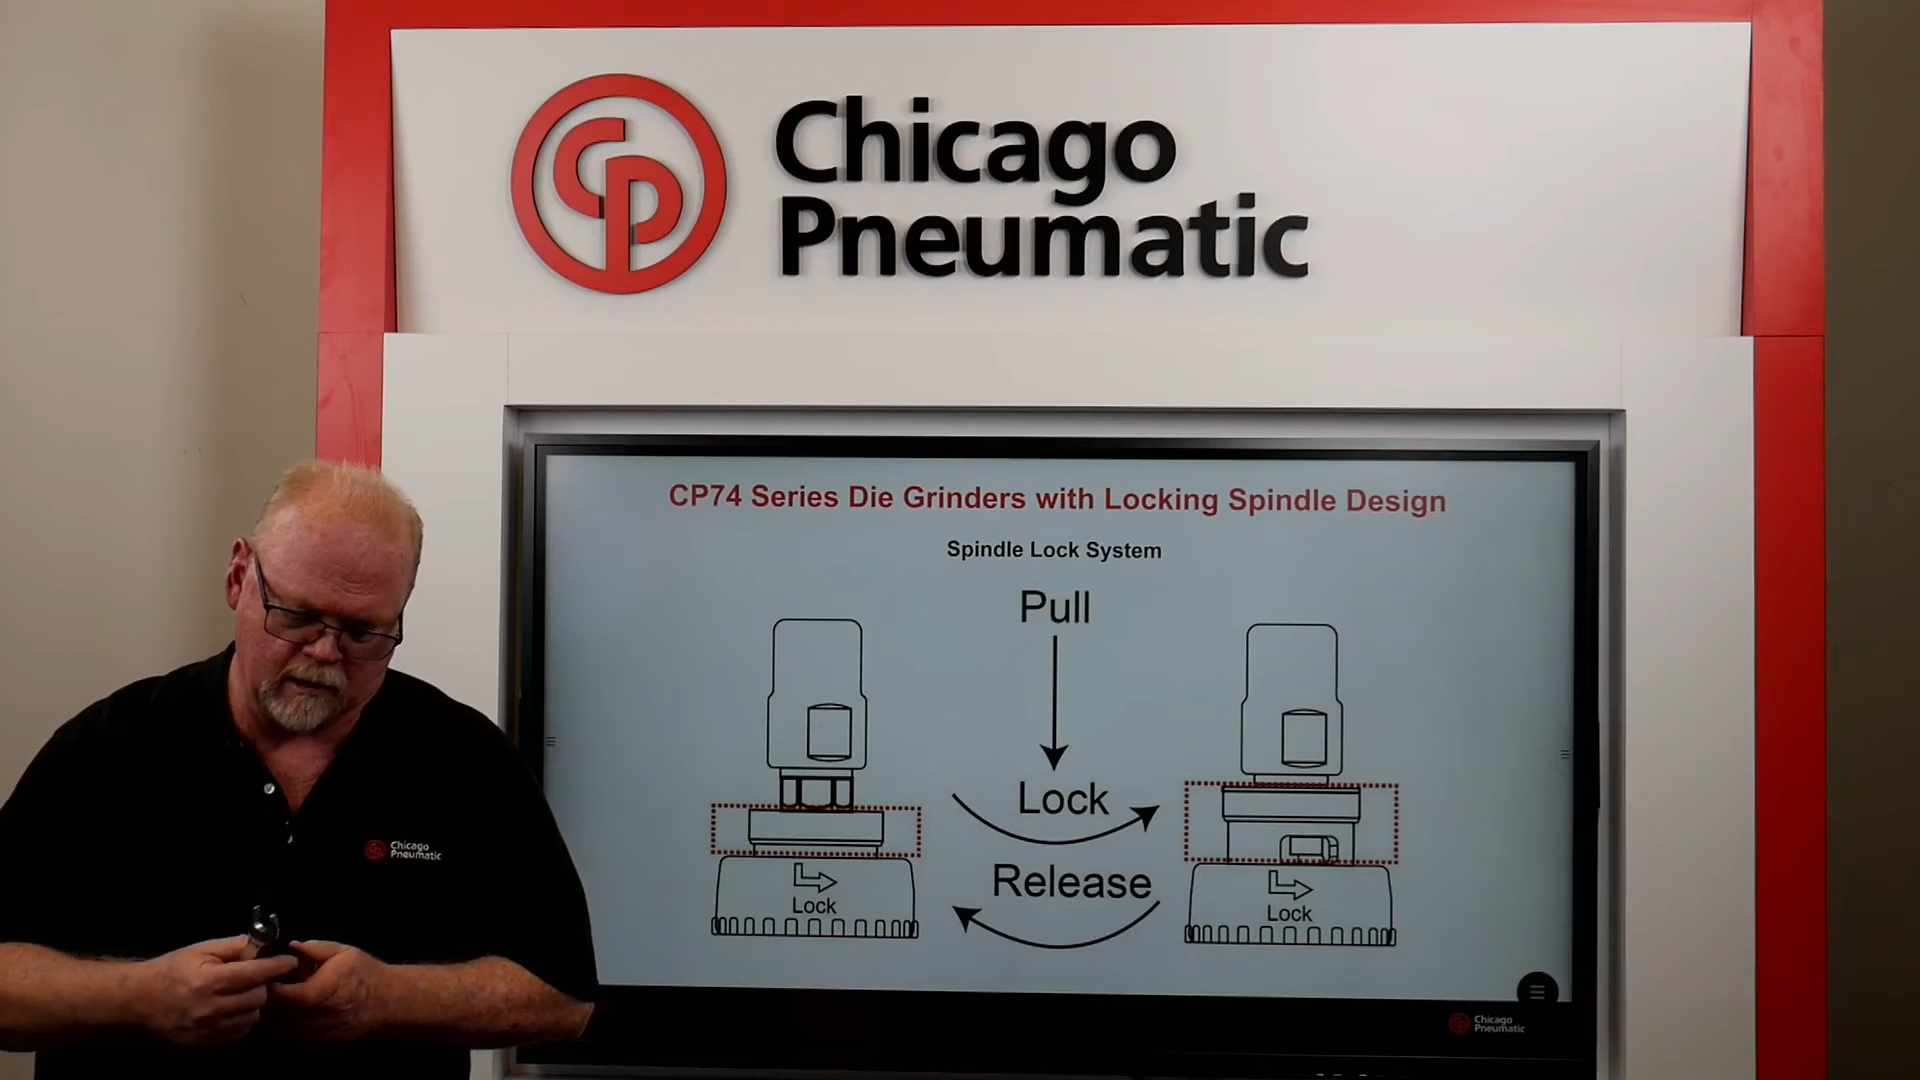 CP
Chicago
Pneumatic
CP74 Series Die Grinders with Locking Spindle Design
Spindle Lock System
Pull
Lock
Release
Lock
Lock
Chicago
Pneumatic
Chicago
Pneumatic